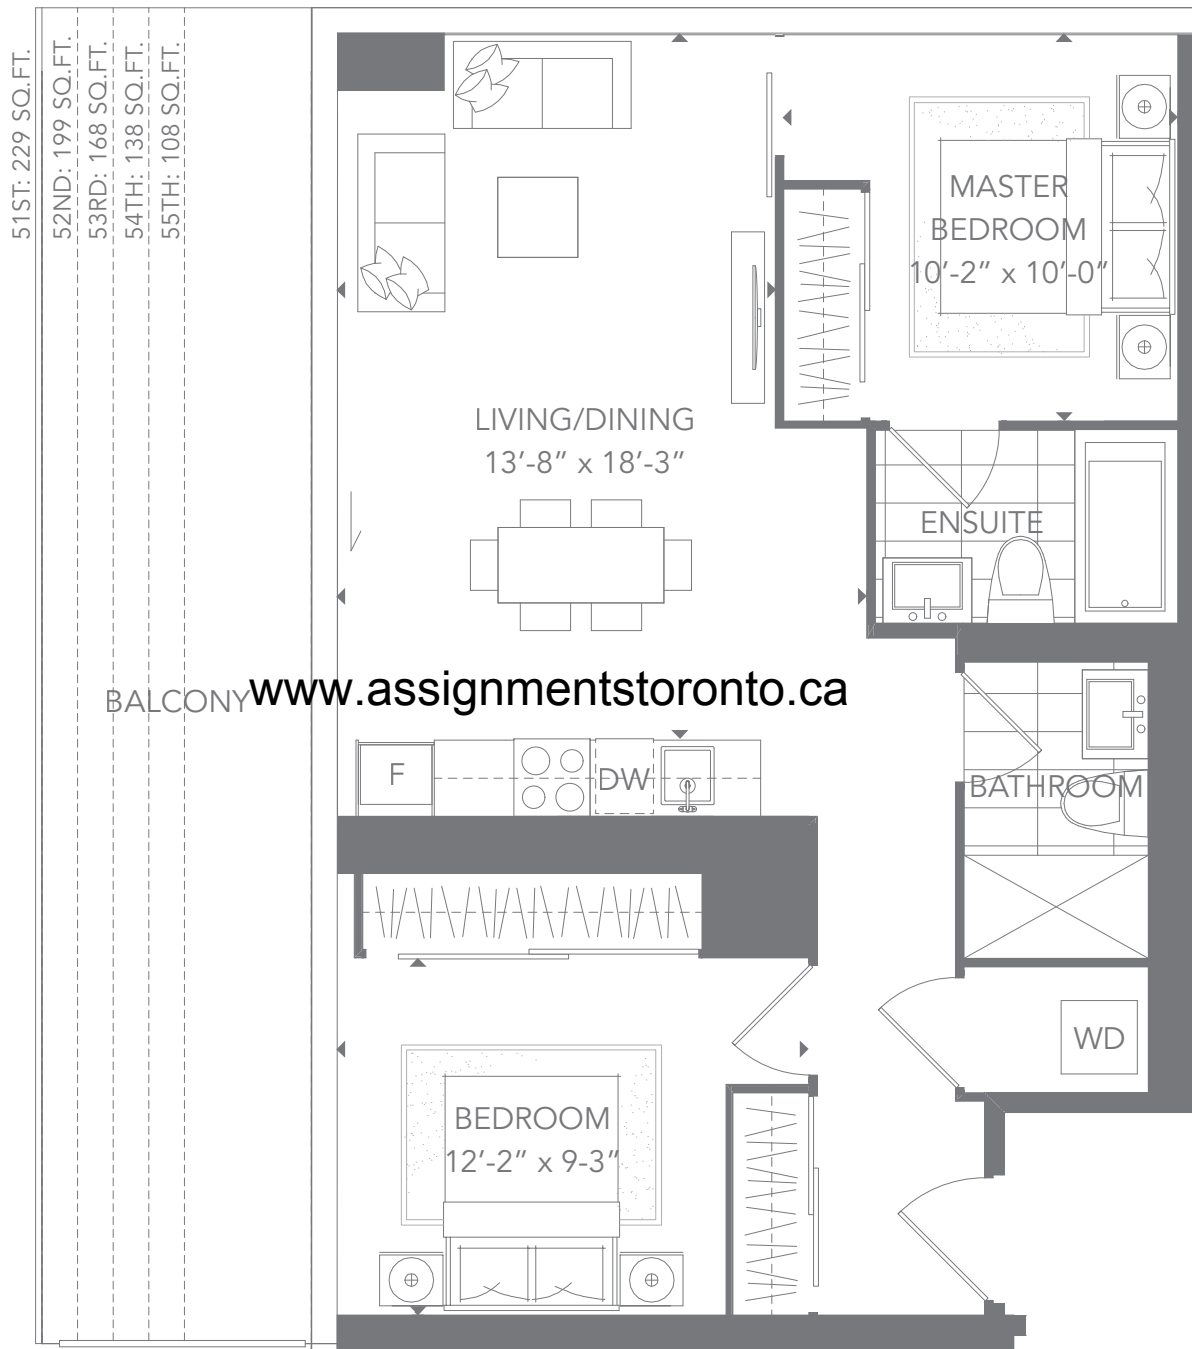 51ST: 229 SQ.FT.
52ND: 199 SQ.FT.
53RD: 168 SQ.FT.
54TH: 138 SQ.FT.
55TH: 108 SQ.FT.
MASTER
BEDROOM
10’-2” x 10’-0”
LIVING/DINING
13’-8” x 18’-3”
ENSUITE
BALCONY
www.assignmentstoronto.ca
F
DW
BATHROOM
WD
BEDROOM
12’-2” x 9-3”